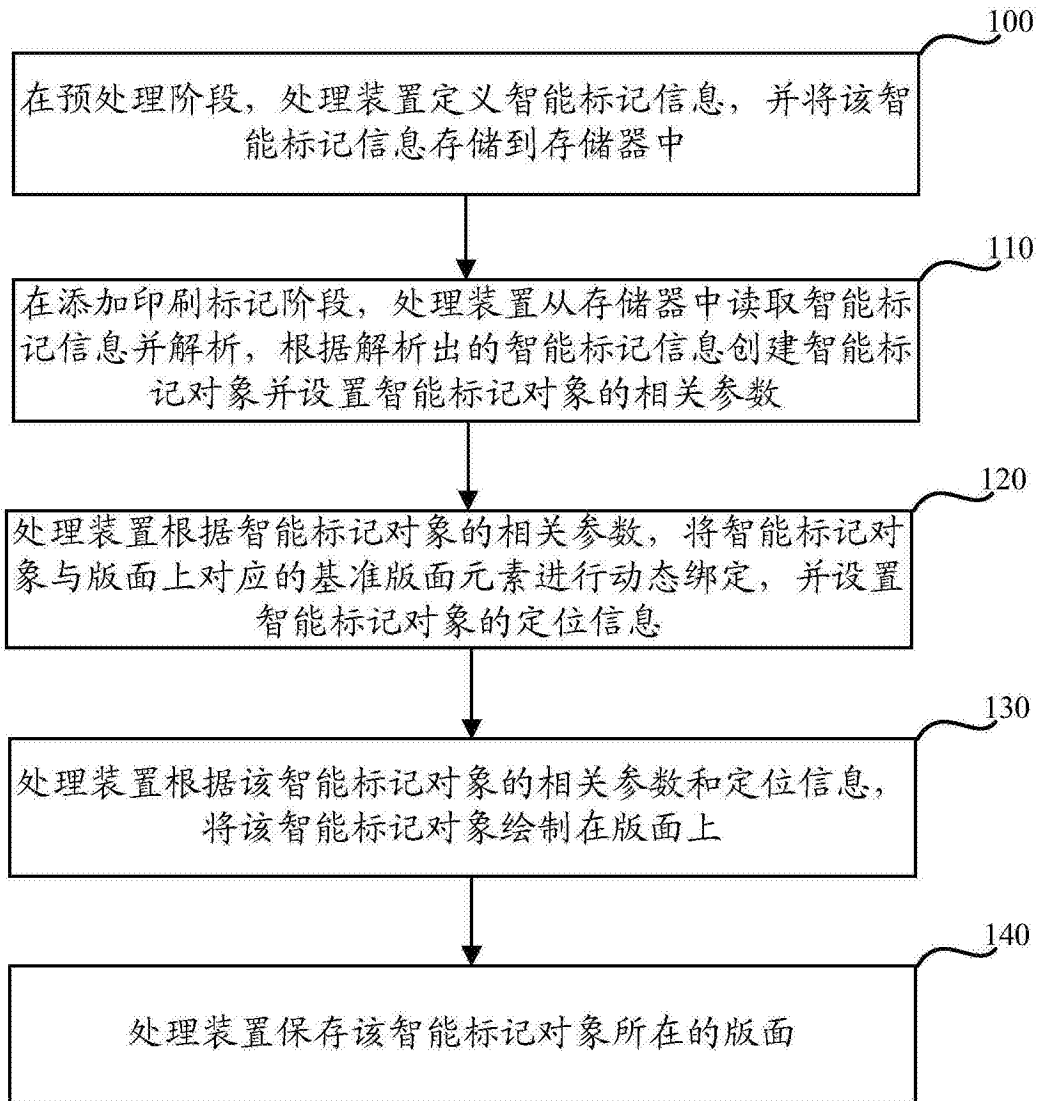 100
在预处理阶段，处理装置定义智能标记信息，并将该智
能标记信息存储到存储器中
110
在添加印刷标记阶段，处理装置从存储器中读取智能标
记信息并解析，根据解析出的智能标记信息创建智能标
记对象并设置智能标记对象的相关参数
120
处理装置根据智能标记对象的相关参数，将智能标记对
象与版面上对应的基准版面元素进行动态绑定，并设置
智能标记对象的定位信息
130
处理装置根据该智能标记对象的相关参数和定位信息，
将该智能标记对象绘制在版面上
140
处理装置保存该智能标记对象所在的版面